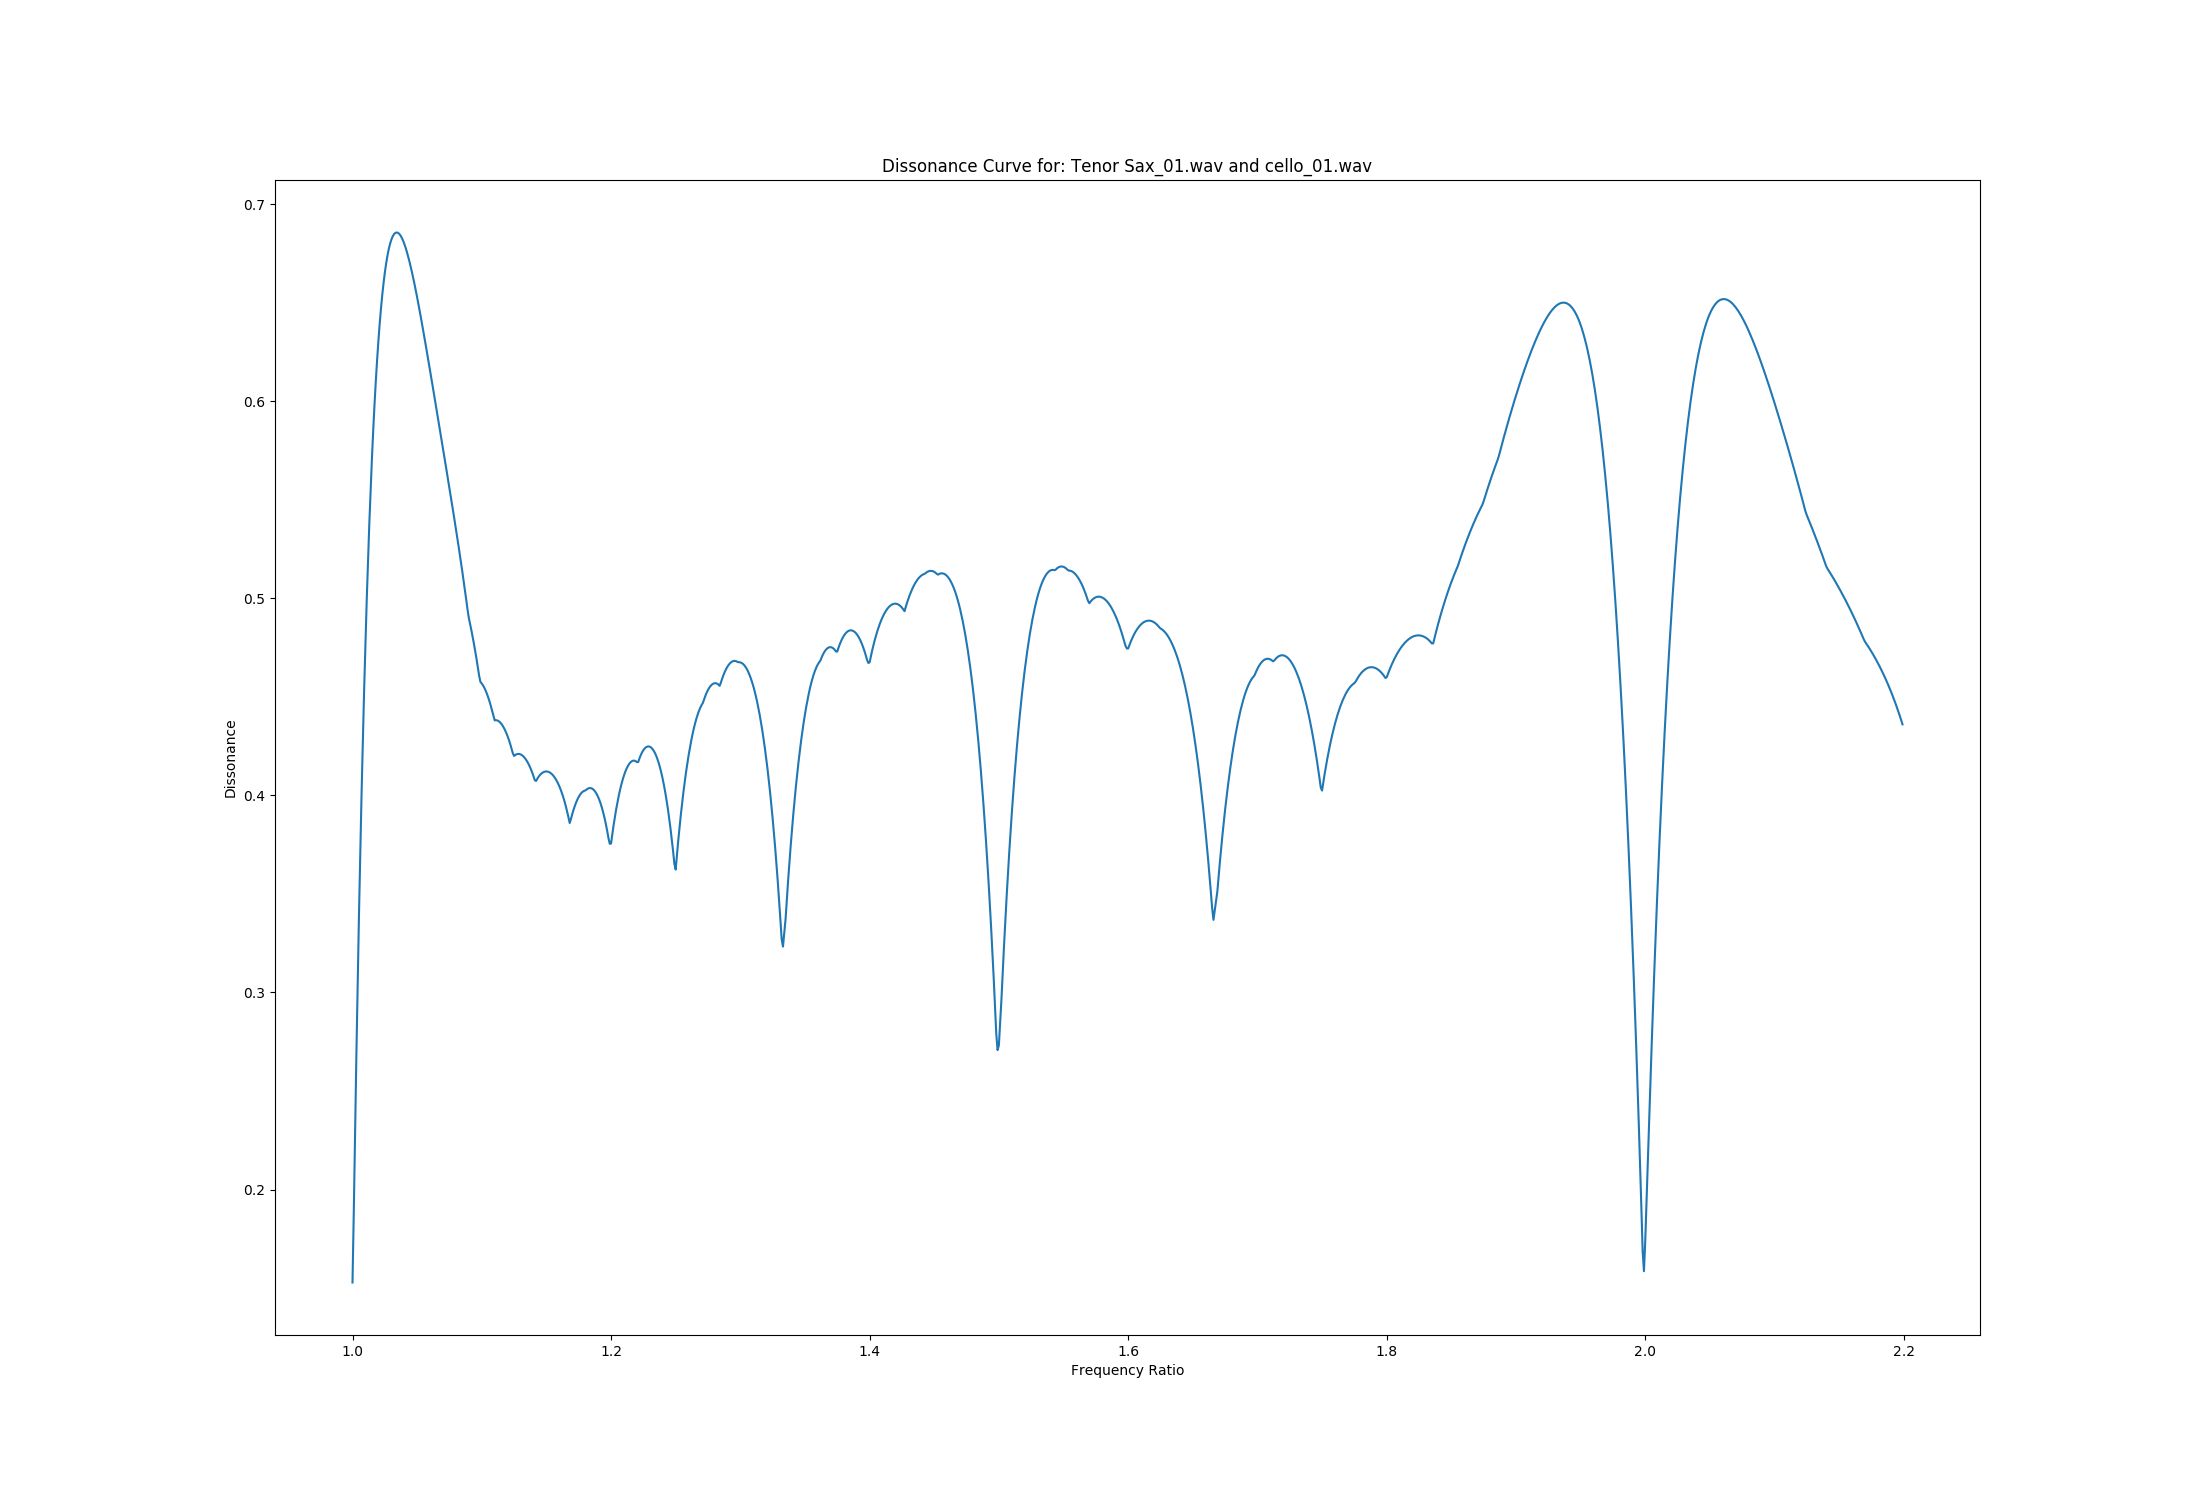 Dissonance Curve for: Tenor Sax_01.wav and cello_01.wav
0.7
0.6
0.5
0.4
0.3
0.2
Dissonance
1.0 1.2 1.4 1.6 1.8 2.0 2.2
Frequency Ratio